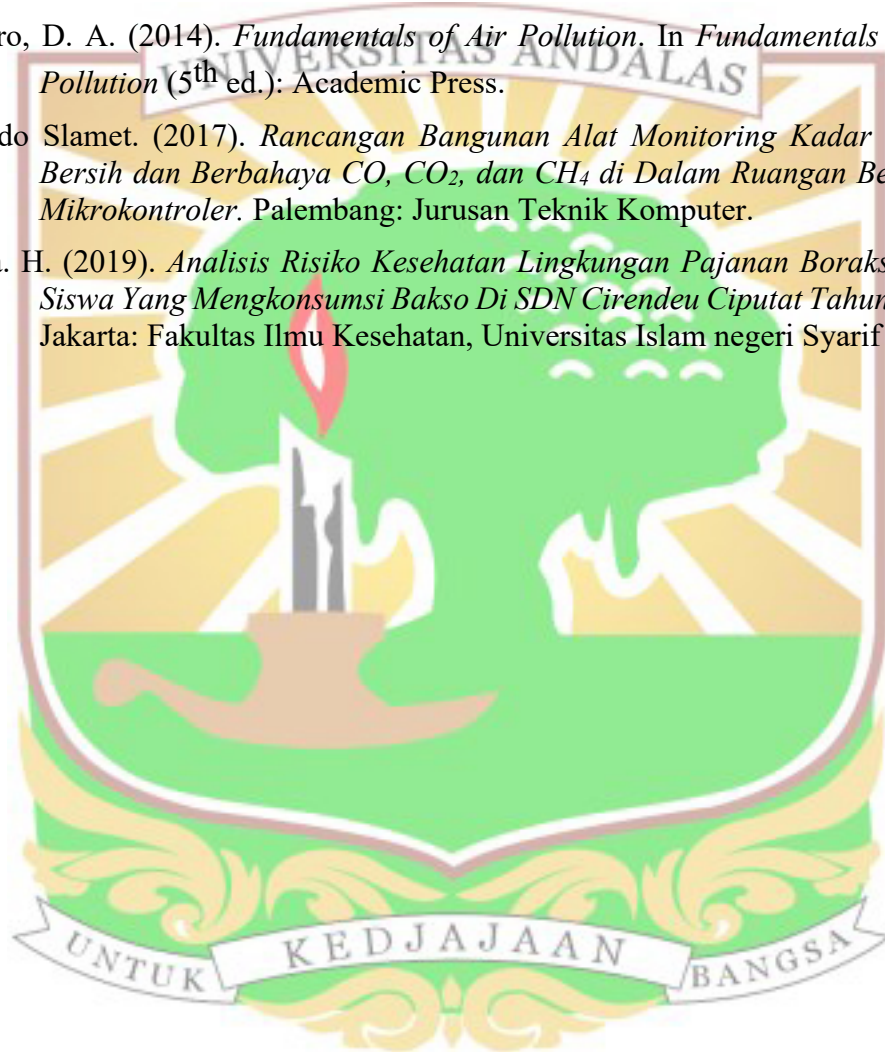 ro, D. A. (2014). Fundamentals of Air Pollution. In Fundamentals
Pollution (5th ed.): Academic Press.
do Slamet. (2017). Rancangan Bangunan Alat Monitoring Kadar
Bersih dan Berbahaya CO, CO₂, dan CH₄ di Dalam Ruangan Be
Mikrokontroler. Palembang: Jurusan Teknik Komputer.
. H. (2019). Analisis Risiko Kesehatan Lingkungan Pajanan Boraks
Siswa Yang Mengkonsumsi Bakso Di SDN Cirendeu Ciputat Tahun
Jakarta: Fakultas Ilmu Kesehatan, Universitas Islam negeri Syarif
UNIVERSITAS ANDALAS
UNTUK KEDJAJAAN BANGSA